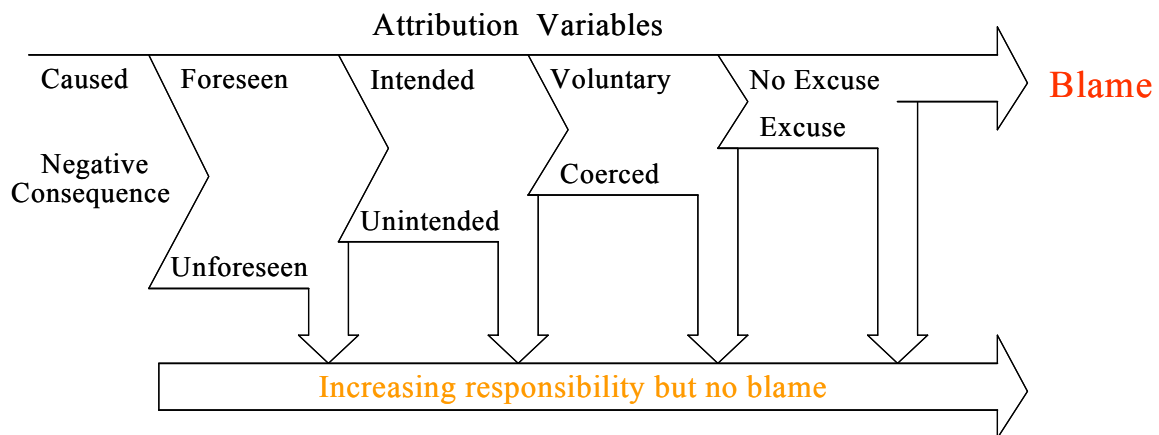 Attribution Variables
Caused Foreseen Intended Voluntary No Excuse Blame
Excuse
Negative
Consequence
Coerced
Unintended
Unforeseen
Increasing responsibility but no blame